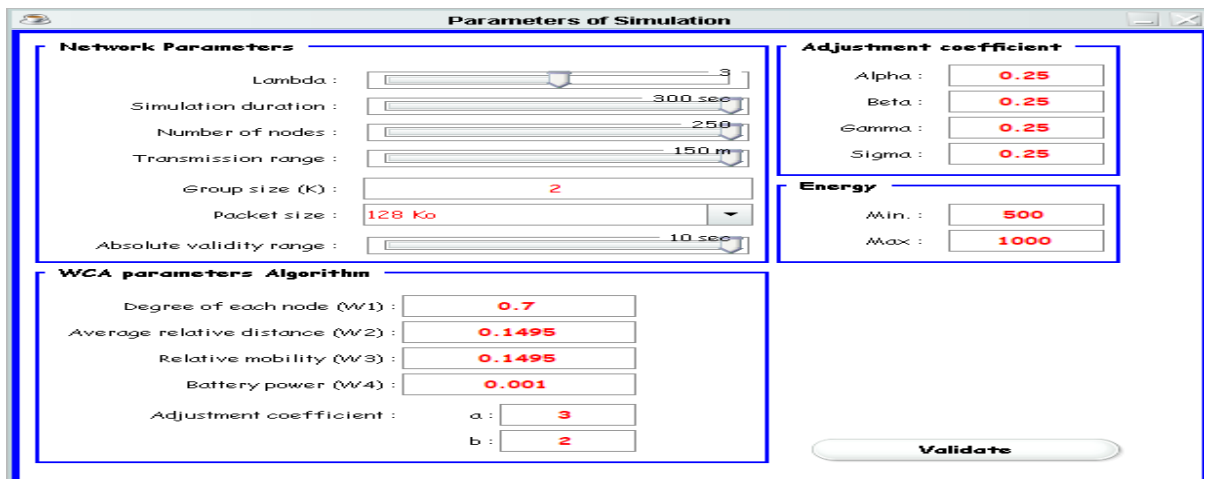 Parameters of Simulation
Network Parameters
Lambda : 3
Simulation duration : 300 sec
Number of nodes : 250
Transmission range : 150 m
Group size (K) : 2
Packet size : 128 Ko
Absolute validity range : 10 sec
WCA parameters Algorithm
Degree of each node (W1) : 0.7
Average relative distance (W2) : 0.1495
Relative mobility (W3) : 0.1495
Battery power (W4) : 0.001
Adjustment coefficient : a : 3
b : 2
Adjustment coefficient
Alpha : 0.25
Beta : 0.25
Gamma : 0.25
Sigma : 0.25
Energy
Min. : 500
Max : 1000
Validate